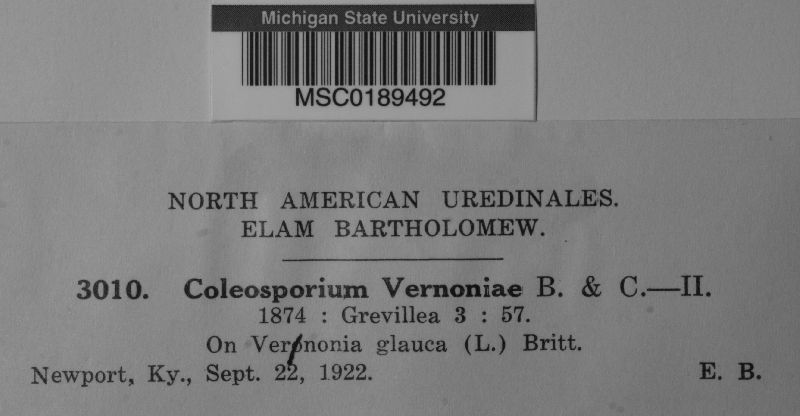 Michigan State University
MSC0189492
NORTH AMERICAN UREDINALES.
ELAM BARTHOLOMEW.
3010. Coleosporium Vernoniae B. & C.—II.
1874 : Grevillea 3 : 57.
On Vernonia glauca (L.) Britt.
Newport, Ky., Sept. 22, 1922. E. B.